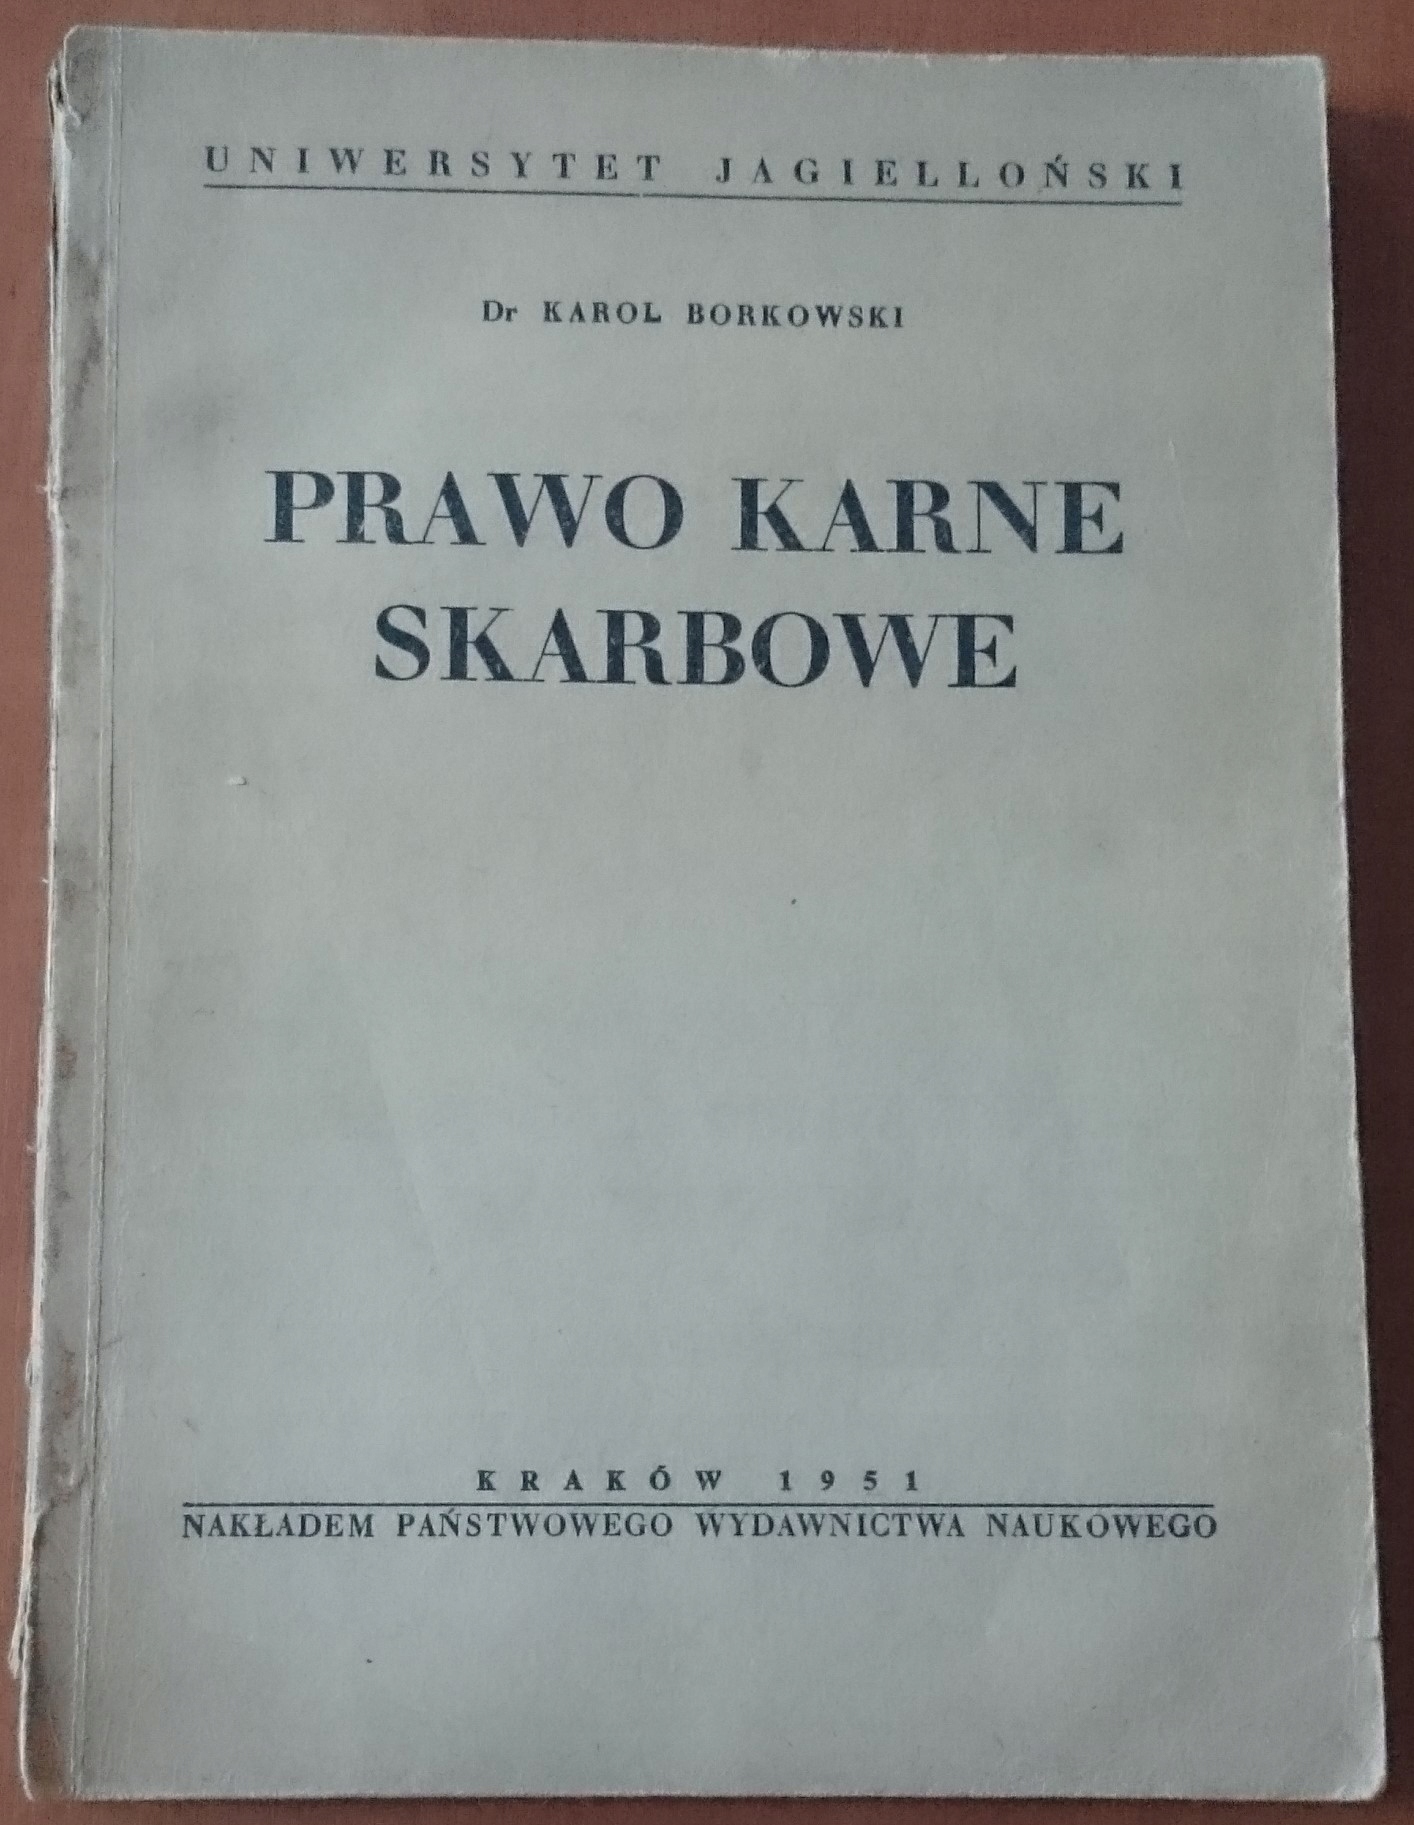 UNIWERSYTET JAGIELLOŃSKI
Dr KAROL BORKOWSKI
PRAWO KARNE
SKARBOWE
KRAKÓW 1951
NAKŁADEM PAŃSTWOWEGO WYDAWNICTWA NAUKOWEGO